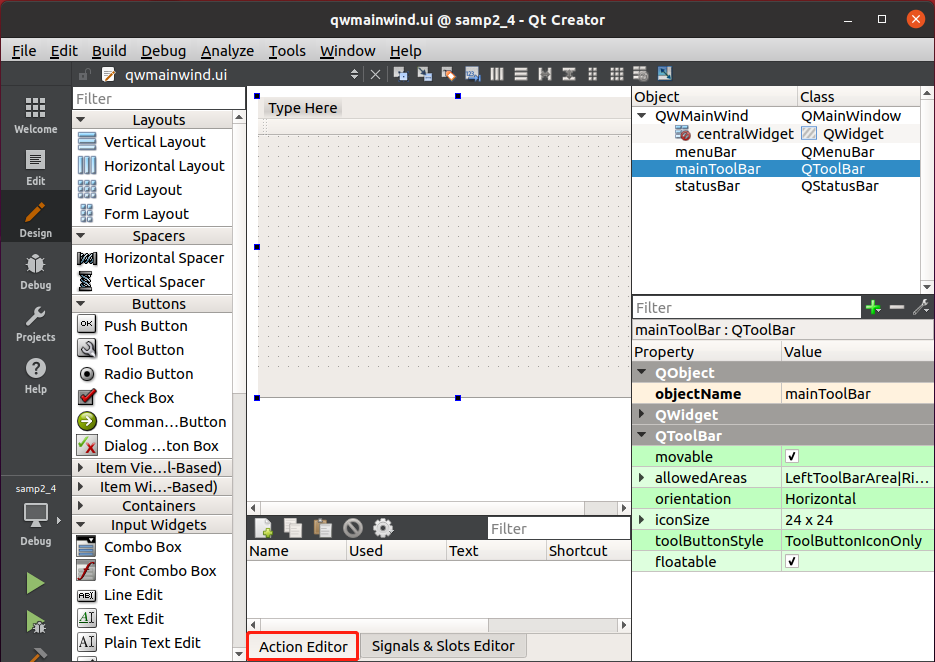 qwmainwind.ui @ samp2_4 - Qt Creator
File Edit Build Debug Analyze Tools Window Help
qwmainwind.ui
Welcome
Edit
Design
Debug
Projects
Help
samp2_4
Debug
Filter
Layouts
Vertical Layout
Horizontal Layout
Grid Layout
Form Layout
Spacers
Horizontal Spacer
Vertical Spacer
Buttons
OK Push Button
Tool Button
Radio Button
Check Box
Comman...Button
Dialog ...ton Box
Item Vie...l-Based)
Item Wi...-Based)
Containers
Input Widgets
Combo Box
Font Combo Box
ABI Line Edit
AI Text Edit
AI Plain Text Edit
Type Here
Filter
Name Used Text Shortcut
Action Editor Signals & Slots Editor
Object Class
QWMainWind QMainWindow
centralWidget QWidget
menuBar QMenuBar
mainToolBar QToolBar
statusBar QStatusBar
Filter
mainToolBar : QToolBar
Property Value
QObject
objectName mainToolBar
QWidget
QToolBar
movable
allowedAreas LeftToolBarArea|Ri...
orientation Horizontal
iconSize 24 x 24
toolButtonStyle ToolButtonIconOnly
floatable